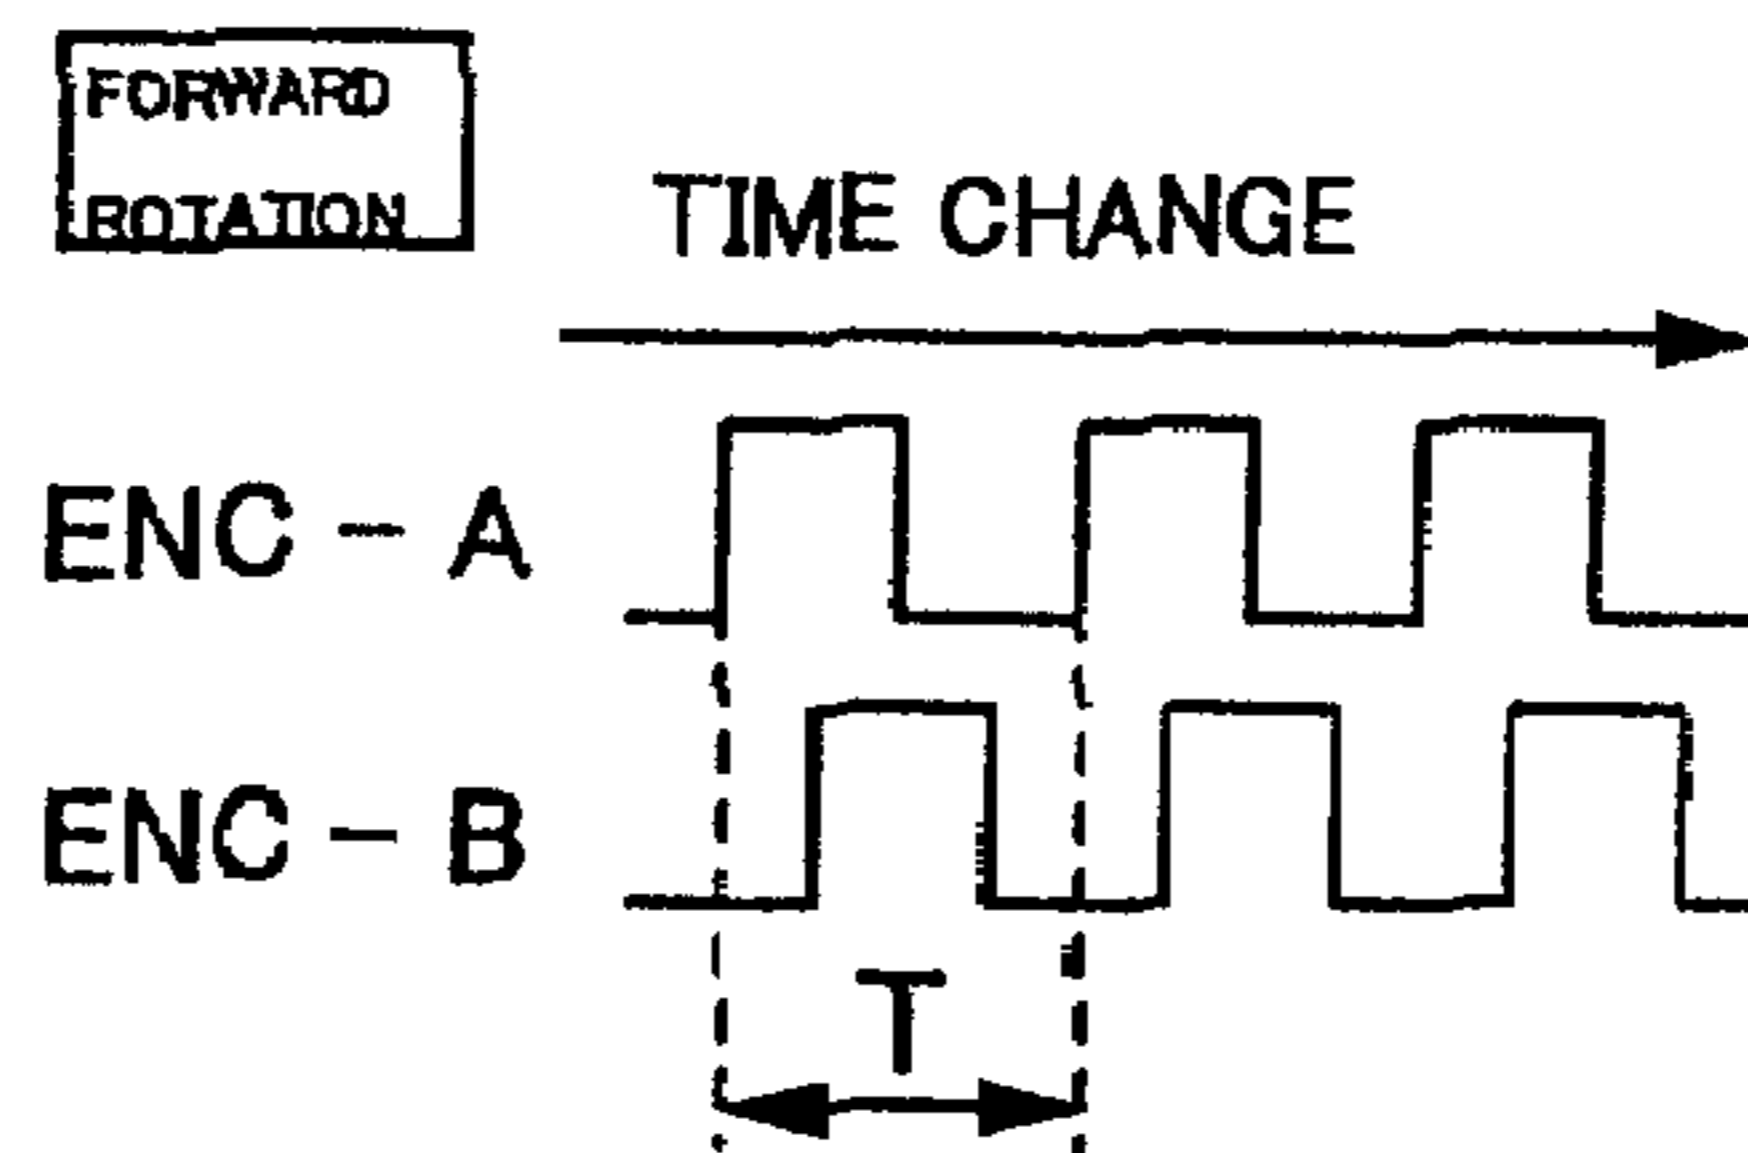 FORWARD
ROTATION
TIME CHANGE
ENC - A
ENC - B
T